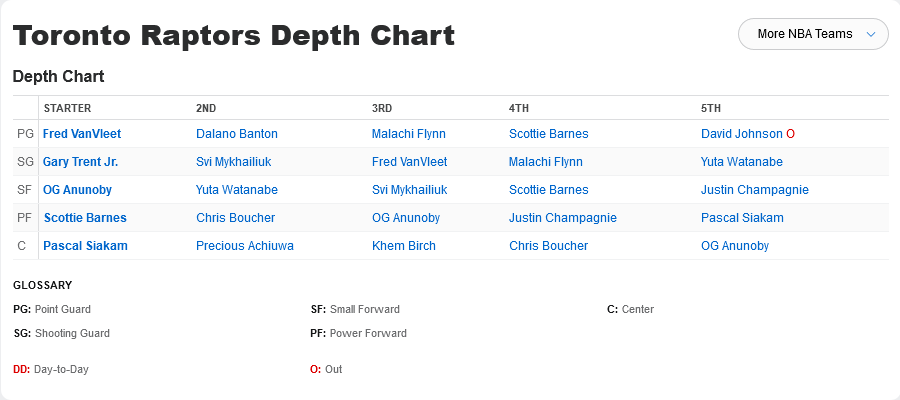 Toronto Raptors Depth Chart
More NBA Teams
Depth Chart
STARTER 2ND 3RD 4TH 5TH
PG Fred VanVleet Dalano Banton Malachi Flynn Scottie Barnes David Johnson O
SG Gary Trent Jr. Svi Mykhailiuk Fred VanVleet Malachi Flynn Yuta Watanabe
SF OG Anunoby Yuta Watanabe Svi Mykhailiuk Scottie Barnes Justin Champagnie
PF Scottie Barnes Chris Boucher OG Anunoby Justin Champagnie Pascal Siakam
C Pascal Siakam Precious Achiuwa Khem Birch Chris Boucher OG Anunoby
GLOSSARY
PG: Point Guard SF: Small Forward C: Center
SG: Shooting Guard PF: Power Forward
DD: Day-to-Day O: Out